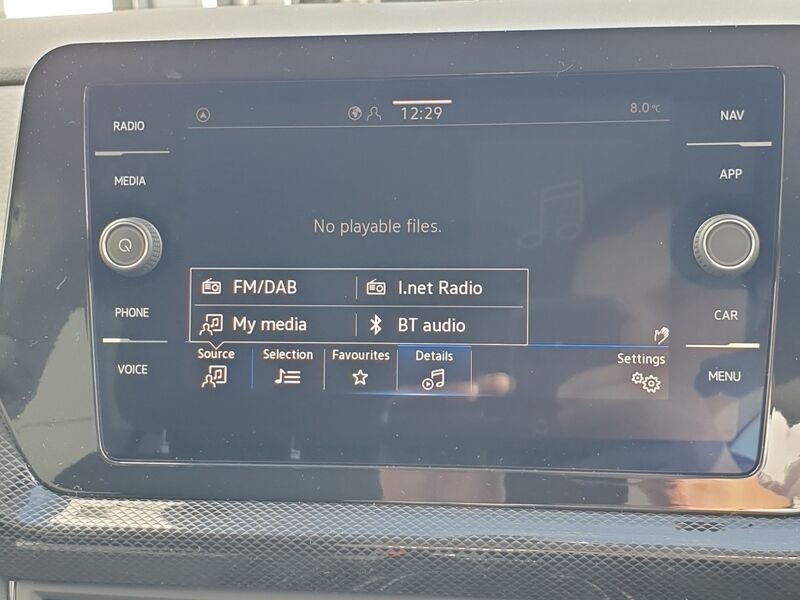 RADIO
MEDIA
PHONE
VOICE
12:29
8.0 °C
No playable files.
FM/DAB
I.net Radio
My media
BT audio
Source
Selection
Favourites
Details
Settings
NAV
APP
CAR
MENU